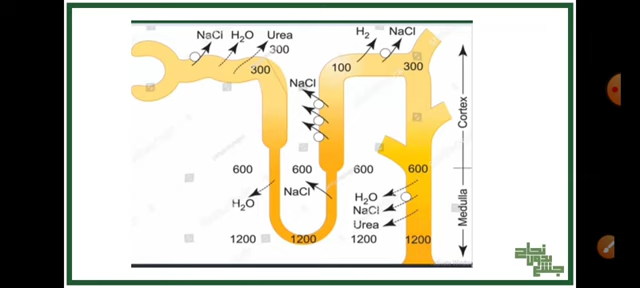 NaCl H₂O Urea
300
300
H₂ NaCl
100 300
NaCl
Cortex
600 600 600 600
H₂O
NaCl
H₂O
NaCl
Urea
Medulla
1200 1200 1200 1200